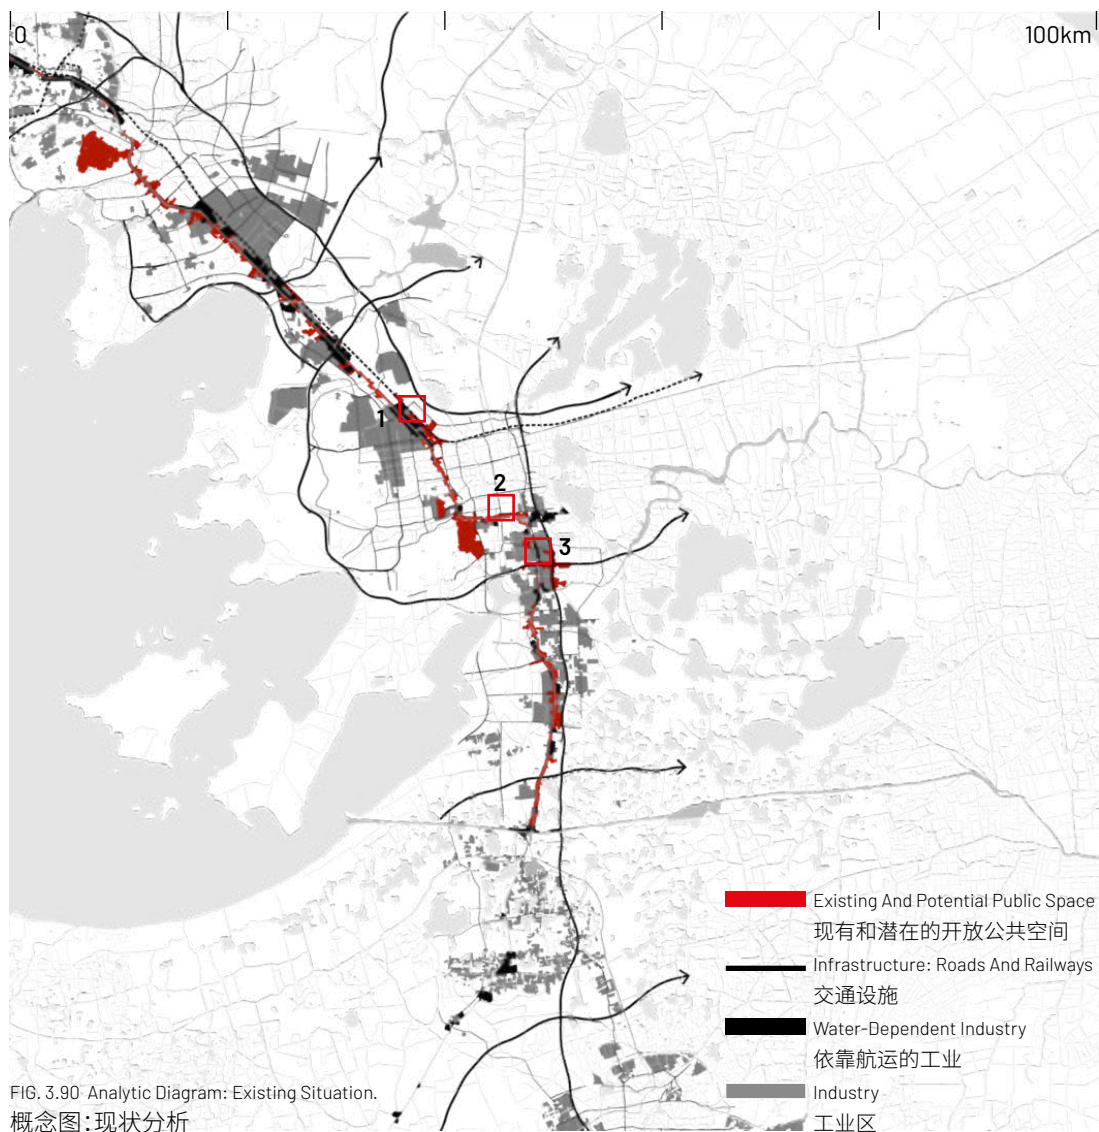 0
100km
1
2
3
Existing And Potential Public Space
现有和潜在的开放公共空间
Infrastructure: Roads And Railways
交通设施
Water-Dependent Industry
依靠航运的工业
Industry
工业区
FIG. 3.90 Analytic Diagram: Existing Situation.
概念图:现状分析